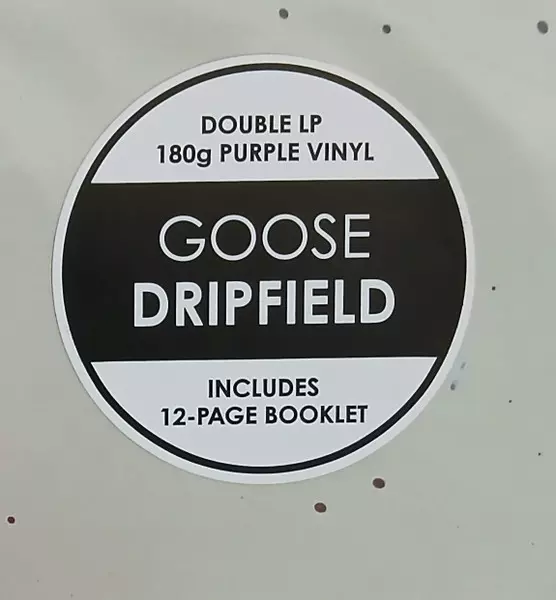 DOUBLE LP
180g PURPLE VINYL
GOOSE
DRIPFIELD
INCLUDES
12-PAGE BOOKLET